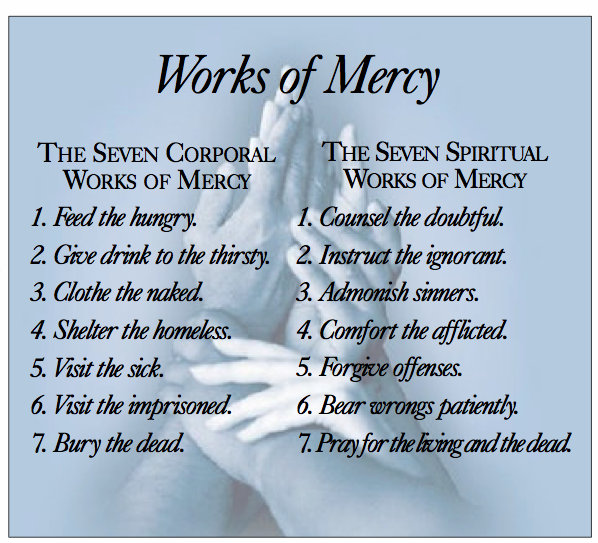 Works of Mercy
The Seven Corporal
Works of Mercy
1. Feed the hungry.
2. Give drink to the thirsty.
3. Clothe the naked.
4. Shelter the homeless.
5. Visit the sick.
6. Visit the imprisoned.
7. Bury the dead.
The Seven Spiritual
Works of Mercy
1. Counsel the doubtful.
2. Instruct the ignorant.
3. Admonish sinners.
4. Comfort the afflicted.
5. Forgive offenses.
6. Bear wrongs patiently.
7. Pray for the living and the dead.